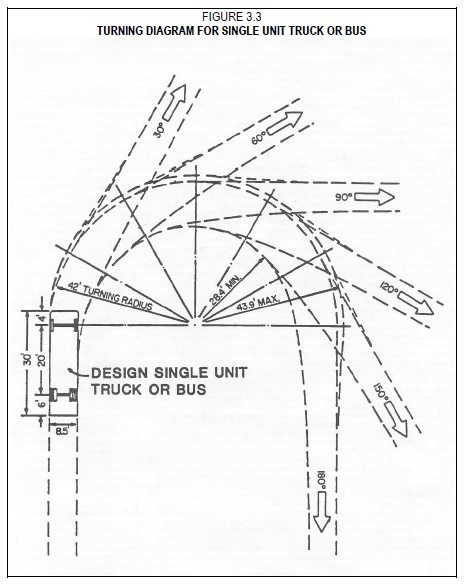 FIGURE 3.3
TURNING DIAGRAM FOR SINGLE UNIT TRUCK OR BUS
30°
60°
90°
120°
150°
180°
42' TURNING RADIUS
28.4' MIN.
43.9' MAX.
4'
30'
20'
6'
8.5'
DESIGN SINGLE UNIT
TRUCK OR BUS